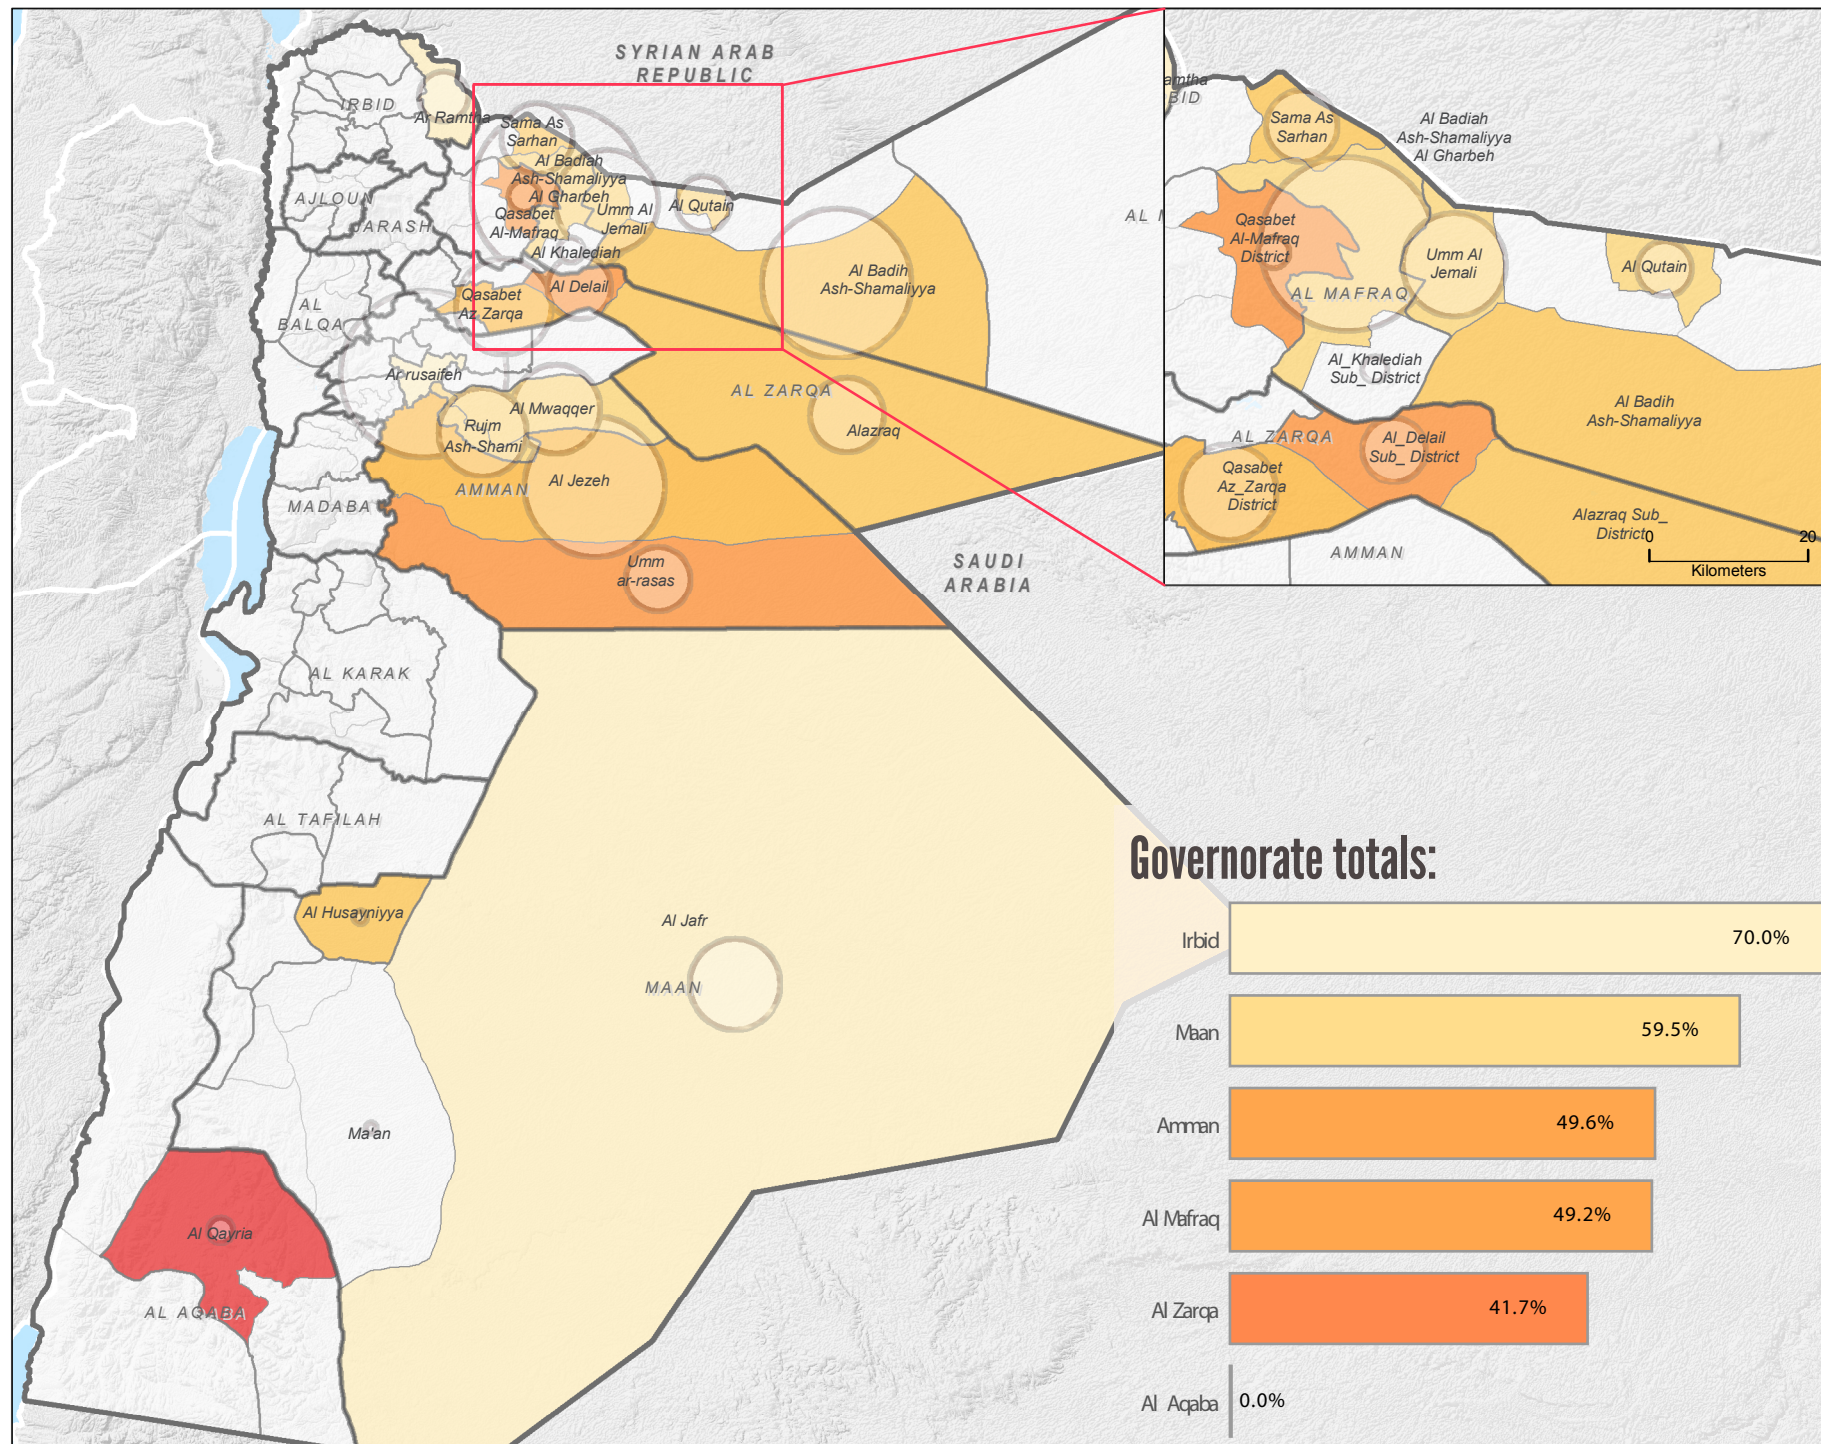 SYRIAN ARAB
REPUBLIC
IRBID
Ar Ramtha
Sama As
Sarhan
Al Badiah
Ash-Shamaliyya
Al Gharbeh
AJLOUN
JARASH
Qasabet
Al-Mafraq
Umm Al
Jemali
Al Qutain
Al Khalediah
AL
BALQA
Qasabet
Az Zarqa
Al Delail
Al Badih
Ash-Shamaliyya
Ar rusaifeh
AL ZARQA
Al Mwaqqer
Rujm
Ash-Shami
Alazraq
Al Jezeh
AMMAN
MADABA
Umm
ar-rasas
SAUDI
ARABIA
AL KARAK
AL TAFILAH
Al Husayniyya
Al Jafr
MAAN
Ma'an
Al Qayria
AL AQABA
amtha
BID
Sama As
Sarhan
Al Badiah
Ash-Shamaliyya
Al Gharbeh
AL M
Qasabet
Al-Mafraq
District
Umm Al
Jemali
Al Qutain
AL MAFRAQ
Al_Khalediah
Sub_ District
Al Badih
Ash-Shamaliyya
AL ZARQA
Al_Delail
Sub_ District
Qasabet
Az_Zarqa
District
Alazraq Sub_
District
AMMAN
0 20
Kilometers
Governorate totals:
Irbid 70.0%
Maan 59.5%
Amman 49.6%
Al Mafraq 49.2%
Al Zarqa 41.7%
Al Aqaba 0.0%